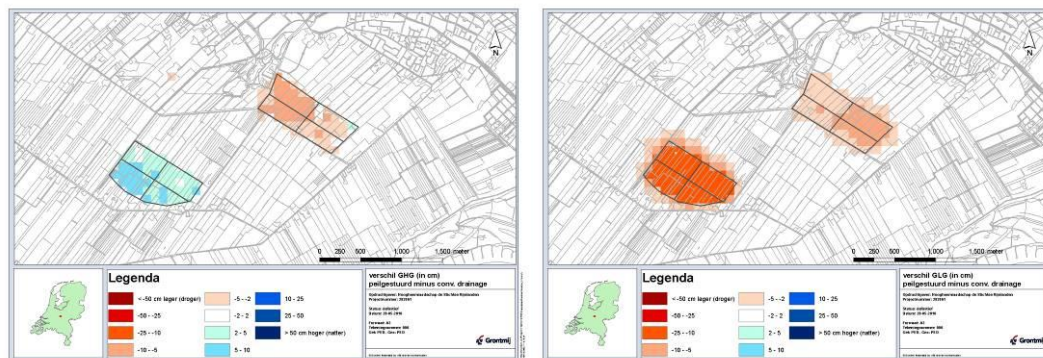 N
0 250 500 1.000 1.500 meter
Legenda
<-50 cm lager (droger)
-50 - -25
-25 - -10
-10 - -5
-5 - -2
-2 - 2
2 - 5
5 - 10
10 - 25
25 - 50
> 50 cm hoger (natter)
verschil GHG (in cm)
peilgestuurd minus conv. drainage
Grontmij
N
0 250 500 1.000 1.500 meter
Legenda
<-50 cm lager (droger)
-50 - -25
-25 - -10
-10 - -5
-5 - -2
-2 - 2
2 - 5
5 - 10
10 - 25
25 - 50
> 50 cm hoger (natter)
verschil GLG (in cm)
peilgestuurd minus conv. drainage
Grontmij